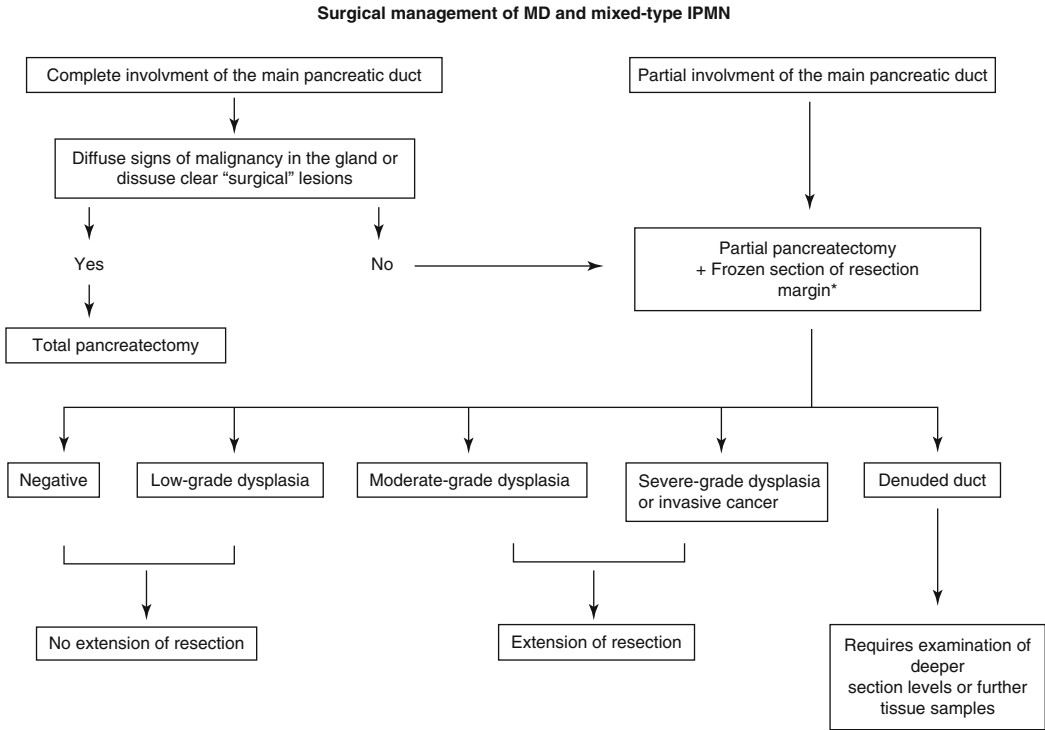 Surgical management of MD and mixed-type IPMN
Complete involvment of the main pancreatic duct
Partial involvment of the main pancreatic duct
Diffuse signs of malignancy in the gland or
dissuse clear “surgical” lesions
Yes
No
Partial pancreatectomy
+ Frozen section of resection
margin*
Total pancreatectomy
Negative
Low-grade dysplasia
Moderate-grade dysplasia
Severe-grade dysplasia
or invasive cancer
Denuded duct
No extension of resection
Extension of resection
Requires examination of
deeper
section levels or further
tissue samples